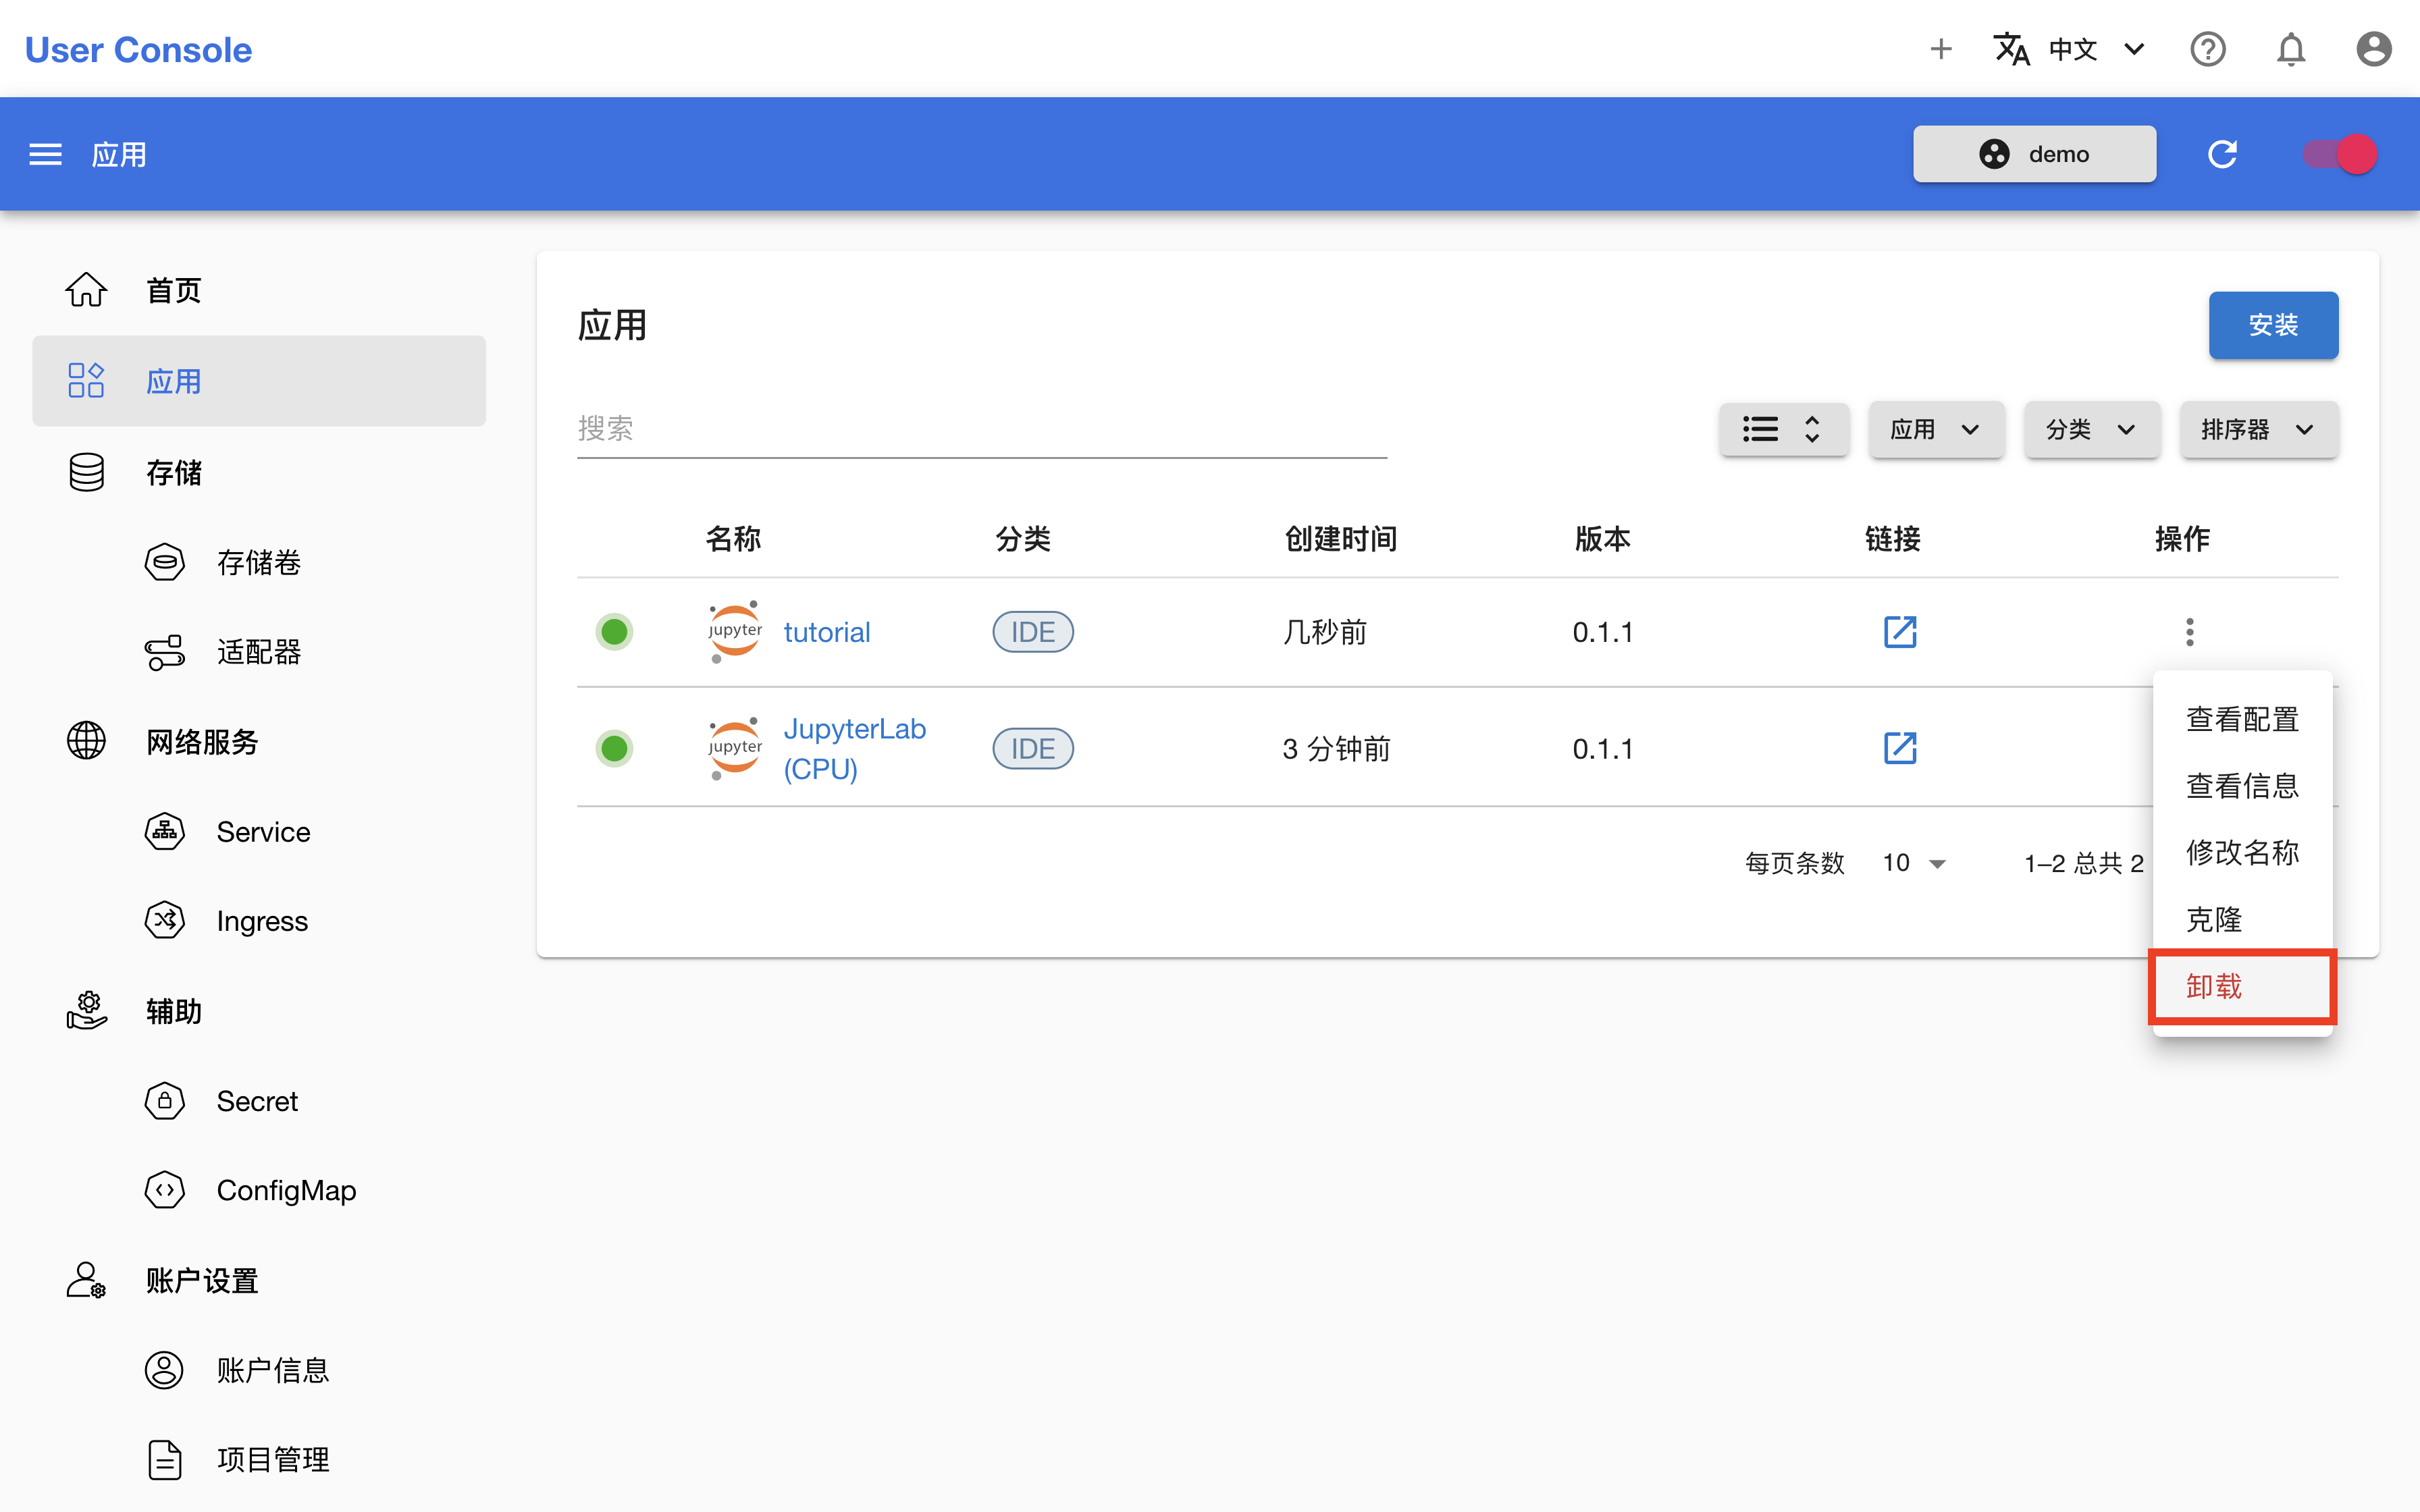 User Console
中文
应用
demo
首页
应用
存储
存储卷
适配器
网络服务
Service
Ingress
辅助
Secret
ConfigMap
账户设置
账户信息
项目管理
应用
安装
搜索
应用
分类
排序器
名称 分类 创建时间 版本 链接 操作
jupyter tutorial IDE 几秒前 0.1.1
jupyter JupyterLab (CPU) IDE 3 分钟前 0.1.1
每页条数 10 1–2 总共 2
查看配置
查看信息
修改名称
克隆
卸载